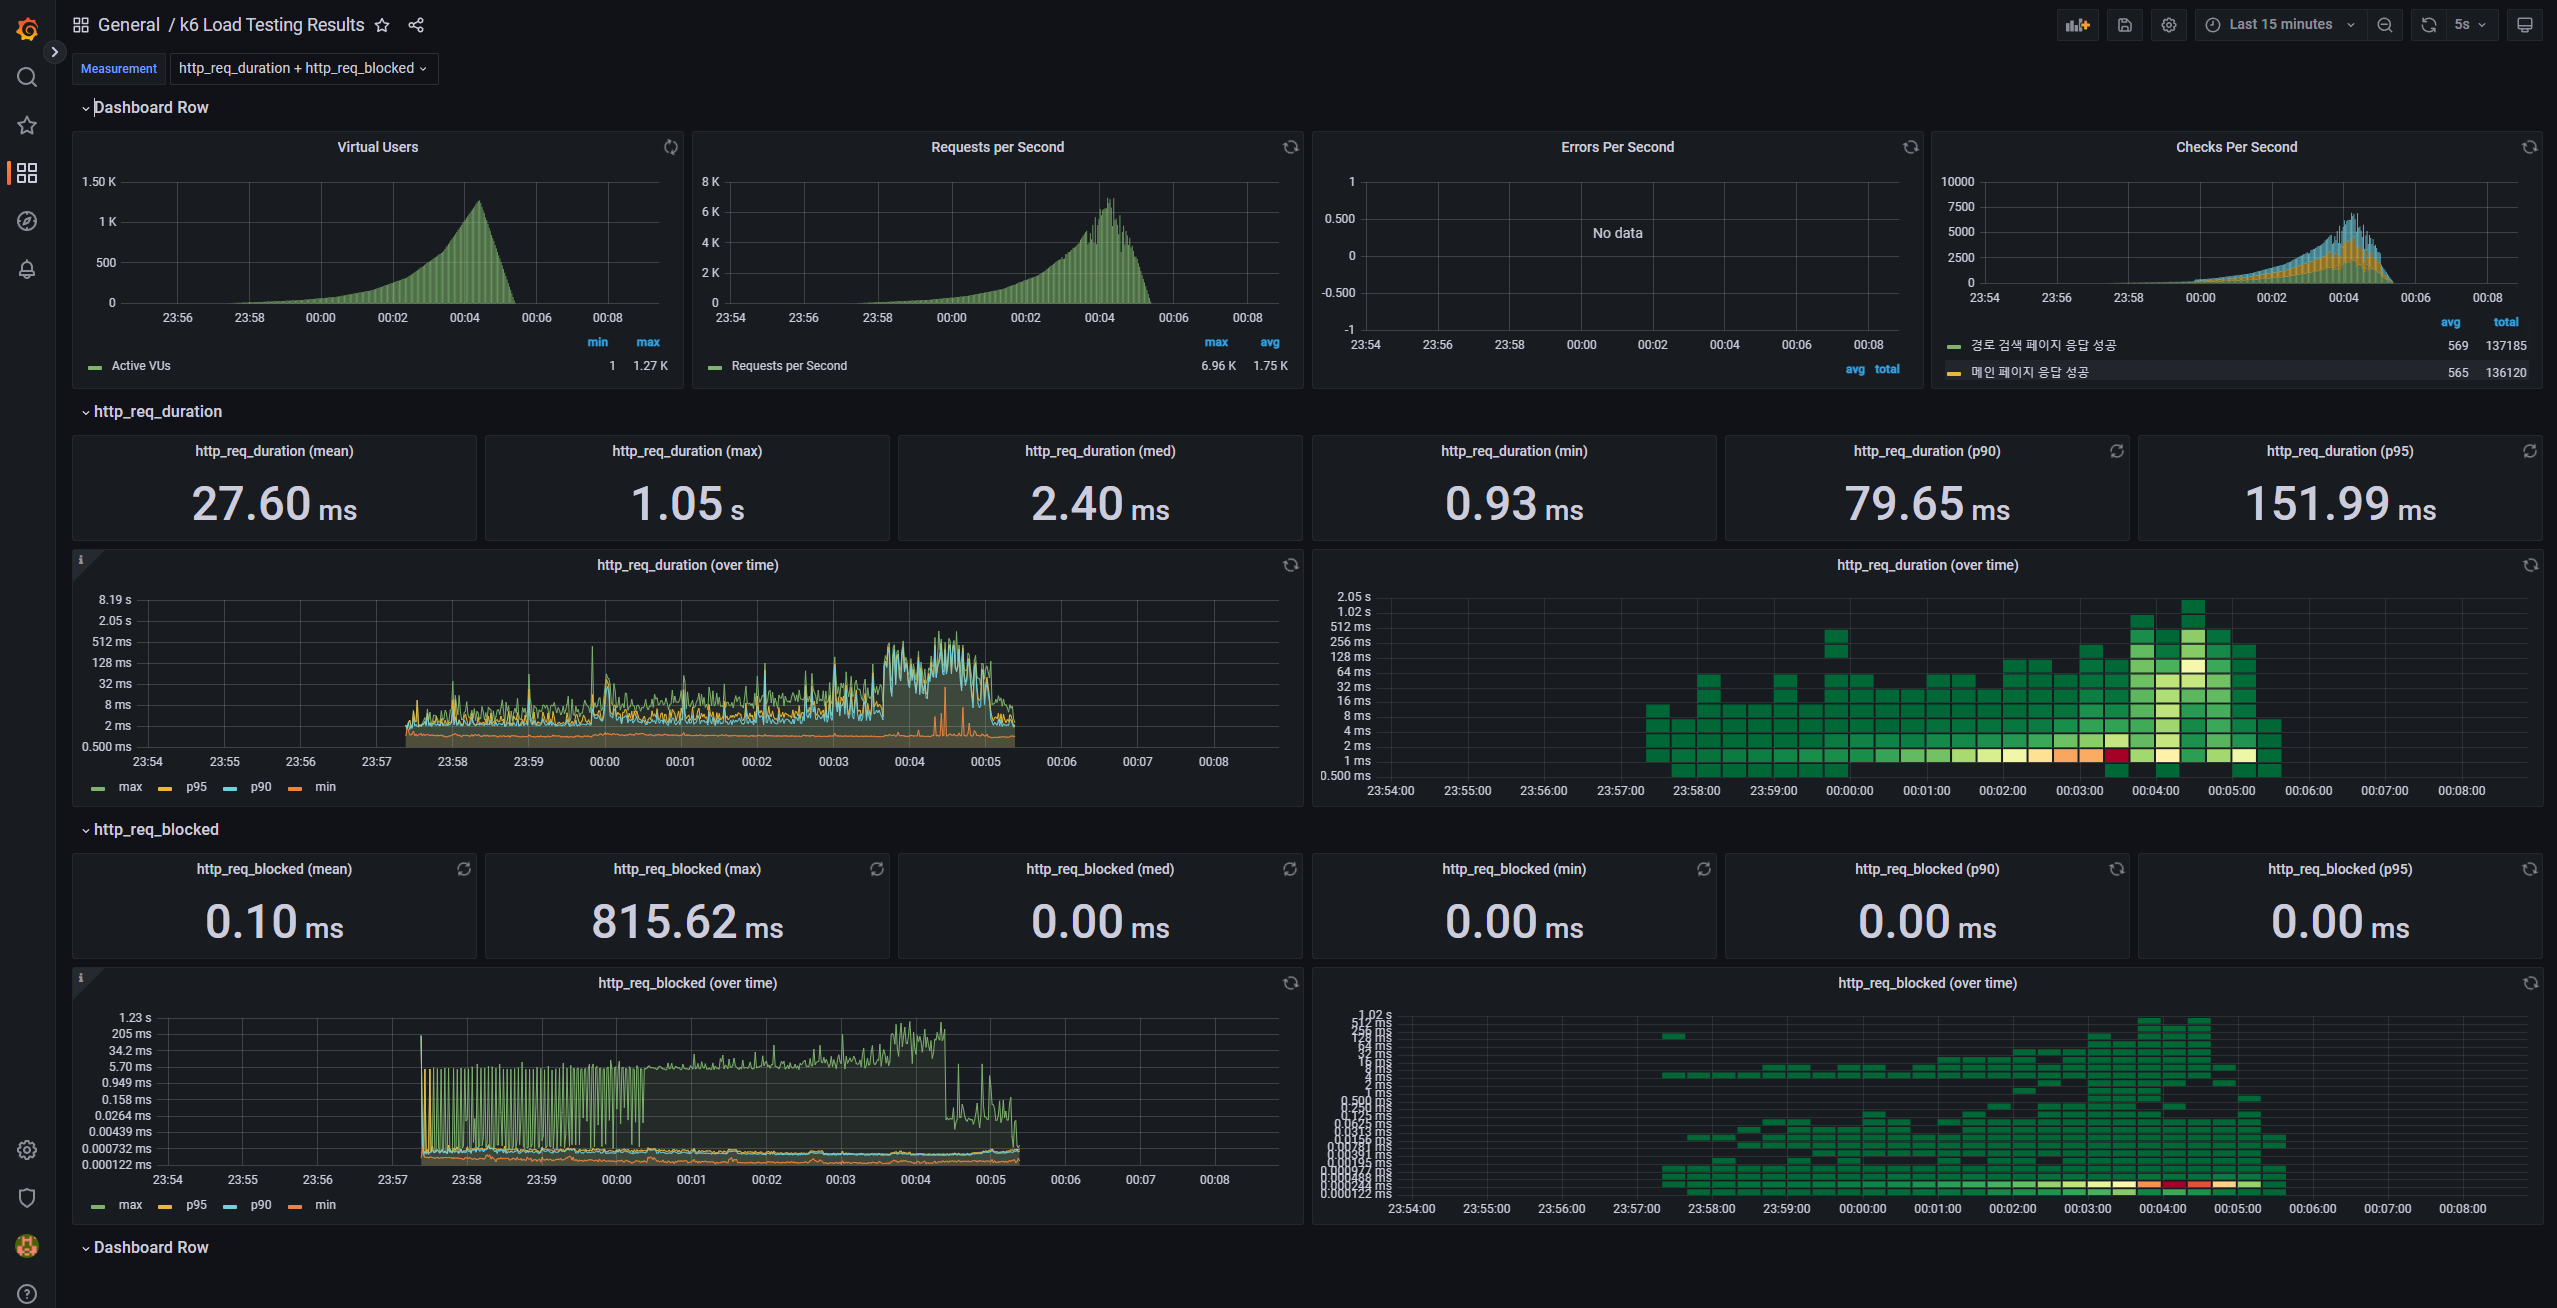 General / k6 Load Testing Results
Last 15 minutes
5s
Measurement
http_req_duration + http_req_blocked
Dashboard Row
Virtual Users
1.50 K
1 K
500
0
23:56 23:58 00:00 00:02 00:04 00:06 00:08
min max
Active VUs 1 1.27 K
Requests per Second
8 K
6 K
4 K
2 K
0
23:54 23:56 23:58 00:00 00:02 00:04 00:06 00:08
max avg
Requests per Second 6.96 K 1.75 K
Errors Per Second
1
0.500
0
-0.500
-1
No data
23:54 23:56 23:58 00:00 00:02 00:04 00:06 00:08
avg total
Checks Per Second
10000
7500
5000
2500
0
23:54 23:56 23:58 00:00 00:02 00:04 00:06 00:08
avg total
경로 검색 페이지 응답 성공 569 137185
메인 페이지 응답 성공 565 136120
http_req_duration
http_req_duration (mean)
27.60 ms
http_req_duration (max)
1.05 s
http_req_duration (med)
2.40 ms
http_req_duration (min)
0.93 ms
http_req_duration (p90)
79.65 ms
http_req_duration (p95)
151.99 ms
http_req_duration (over time)
8.19 s
2.05 s
512 ms
128 ms
32 ms
8 ms
2 ms
0.500 ms
23:54 23:55 23:56 23:57 23:58 23:59 00:00 00:01 00:02 00:03 00:04 00:05 00:06 00:07 00:08
max p95 p90 min
http_req_duration (over time)
2.05 s
1.02 s
512 ms
256 ms
128 ms
64 ms
32 ms
16 ms
8 ms
4 ms
2 ms
1 ms
0.500 ms
23:54:00 23:55:00 23:56:00 23:57:00 23:58:00 23:59:00 00:00:00 00:01:00 00:02:00 00:03:00 00:04:00 00:05:00 00:06:00 00:07:00 00:08:00
http_req_blocked
http_req_blocked (mean)
0.10 ms
http_req_blocked (max)
815.62 ms
http_req_blocked (med)
0.00 ms
http_req_blocked (min)
0.00 ms
http_req_blocked (p90)
0.00 ms
http_req_blocked (p95)
0.00 ms
http_req_blocked (over time)
1.23 s
205 ms
34.2 ms
5.70 ms
0.949 ms
0.158 ms
0.0264 ms
0.00439 ms
0.000732 ms
0.000122 ms
23:54 23:55 23:56 23:57 23:58 23:59 00:00 00:01 00:02 00:03 00:04 00:05 00:06 00:07 00:08
max p95 p90 min
http_req_blocked (over time)
1.02 s
512 ms
256 ms
128 ms
64 ms
32 ms
16 ms
8 ms
4 ms
2 ms
1 ms
0.500 ms
0.250 ms
0.125 ms
0.0625 ms
0.0313 ms
0.0156 ms
0.00781 ms
0.00391 ms
0.00195 ms
0.000977 ms
0.000488 ms
0.000244 ms
0.000122 ms
23:54:00 23:55:00 23:56:00 23:57:00 23:58:00 23:59:00 00:00:00 00:01:00 00:02:00 00:03:00 00:04:00 00:05:00 00:06:00 00:07:00 00:08:00
Dashboard Row